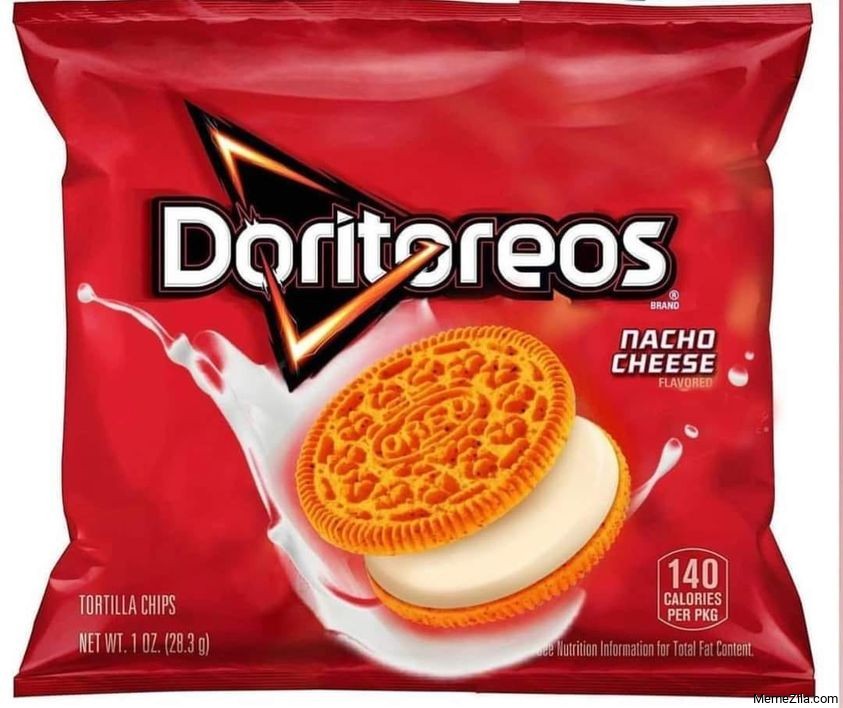 Doritoreos
®
BRAND
NACHO
CHEESE
FLAVORED
OREO
140
CALORIES
PER PKG
TORTILLA CHIPS
NET WT. 1 OZ. (28.3 g)
Nutrition Information for Total Fat Content.
MemeZila.com